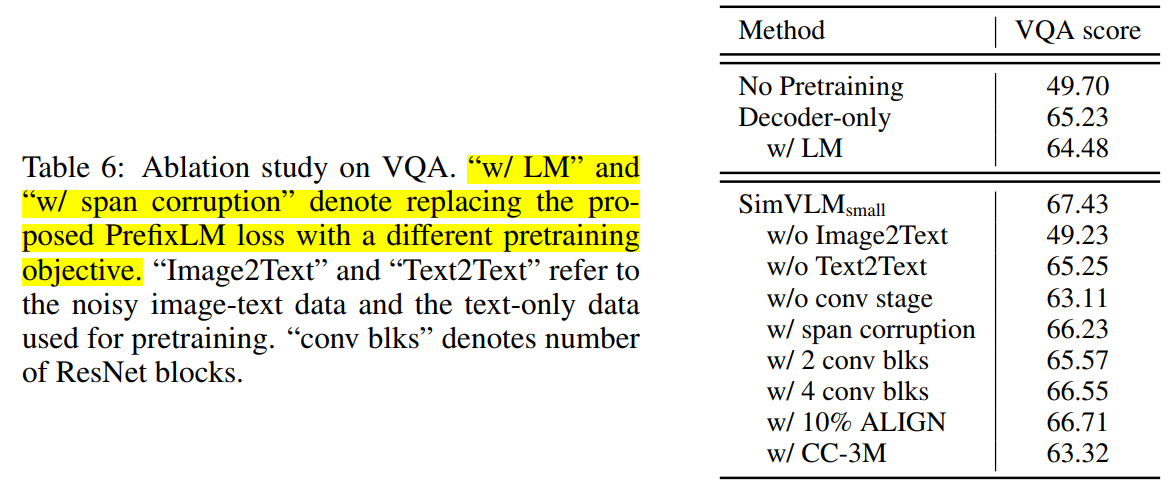 Table 6: Ablation study on VQA. “w/ LM” and
“w/ span corruption” denote replacing the pro-
posed PrefixLM loss with a different pretraining
objective. “Image2Text” and “Text2Text” refer to
the noisy image-text data and the text-only data
used for pretraining. “conv blks” denotes number
of ResNet blocks.
Method VQA score
No Pretraining 49.70
Decoder-only 65.23
w/ LM 64.48
SimVLMsmall 67.43
w/o Image2Text 49.23
w/o Text2Text 65.25
w/o conv stage 63.11
w/ span corruption 66.23
w/ 2 conv blks 65.57
w/ 4 conv blks 66.55
w/ 10% ALIGN 66.71
w/ CC-3M 63.32